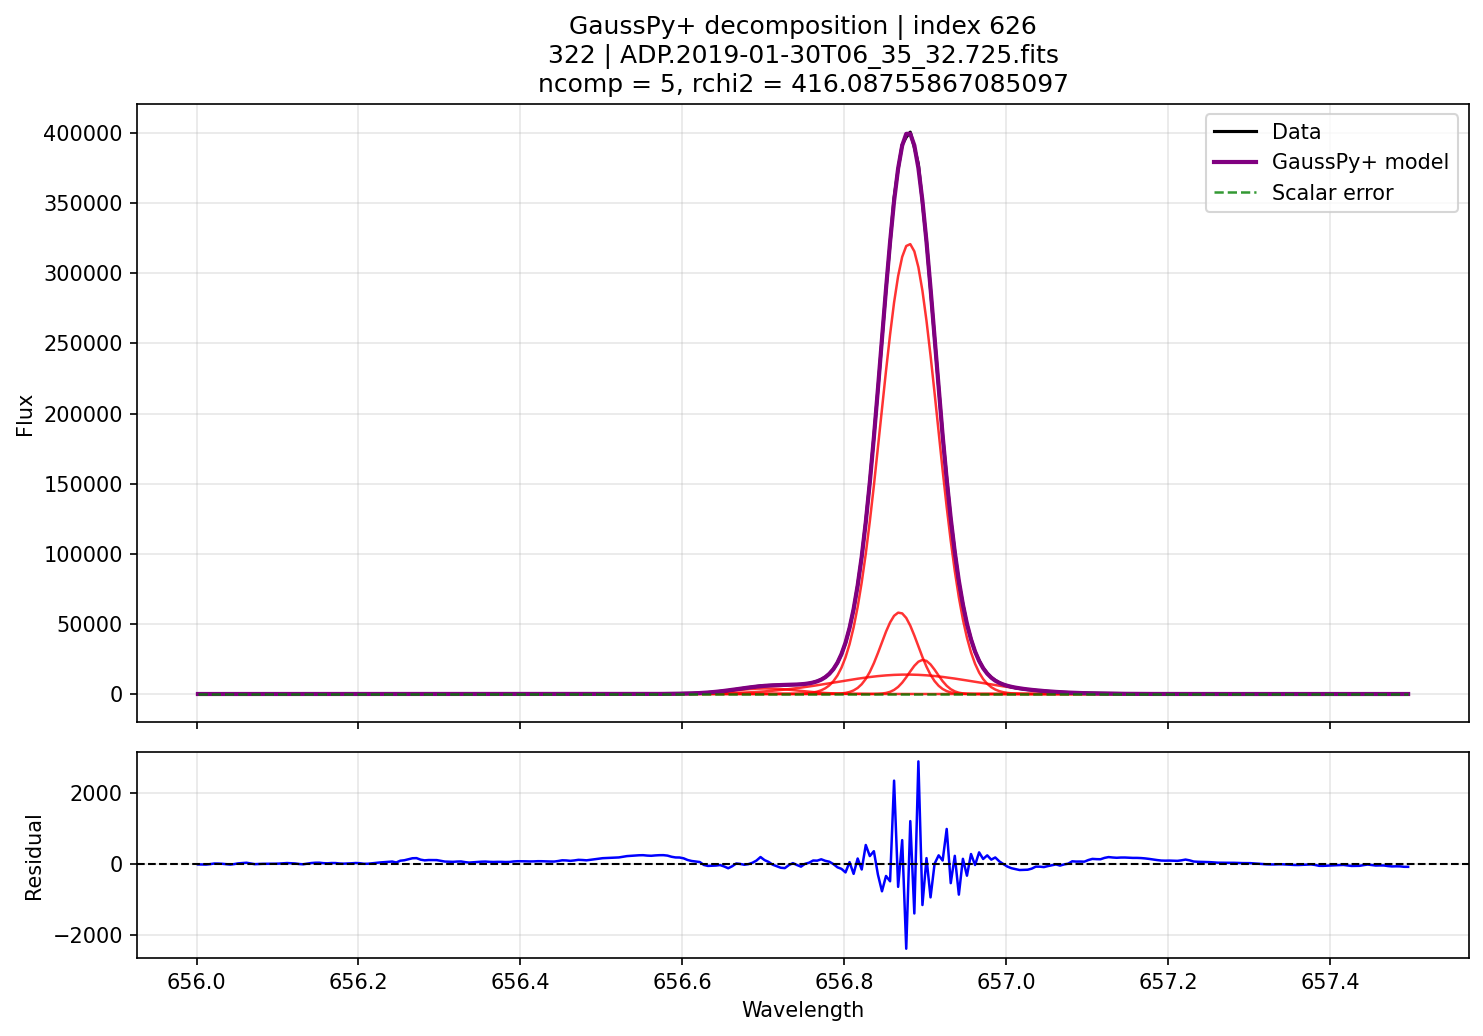 GaussPy+ decomposition | index 626
322 | ADP.2019-01-30T06_35_32.725.fits
ncomp = 5, rchi2 = 416.08755867085097
Data
GaussPy+ model
Scalar error
400000
350000
300000
250000
200000
150000
100000
50000
0
Flux
2000
0
−2000
Residual
656.0 656.2 656.4 656.6 656.8 657.0 657.2 657.4
Wavelength